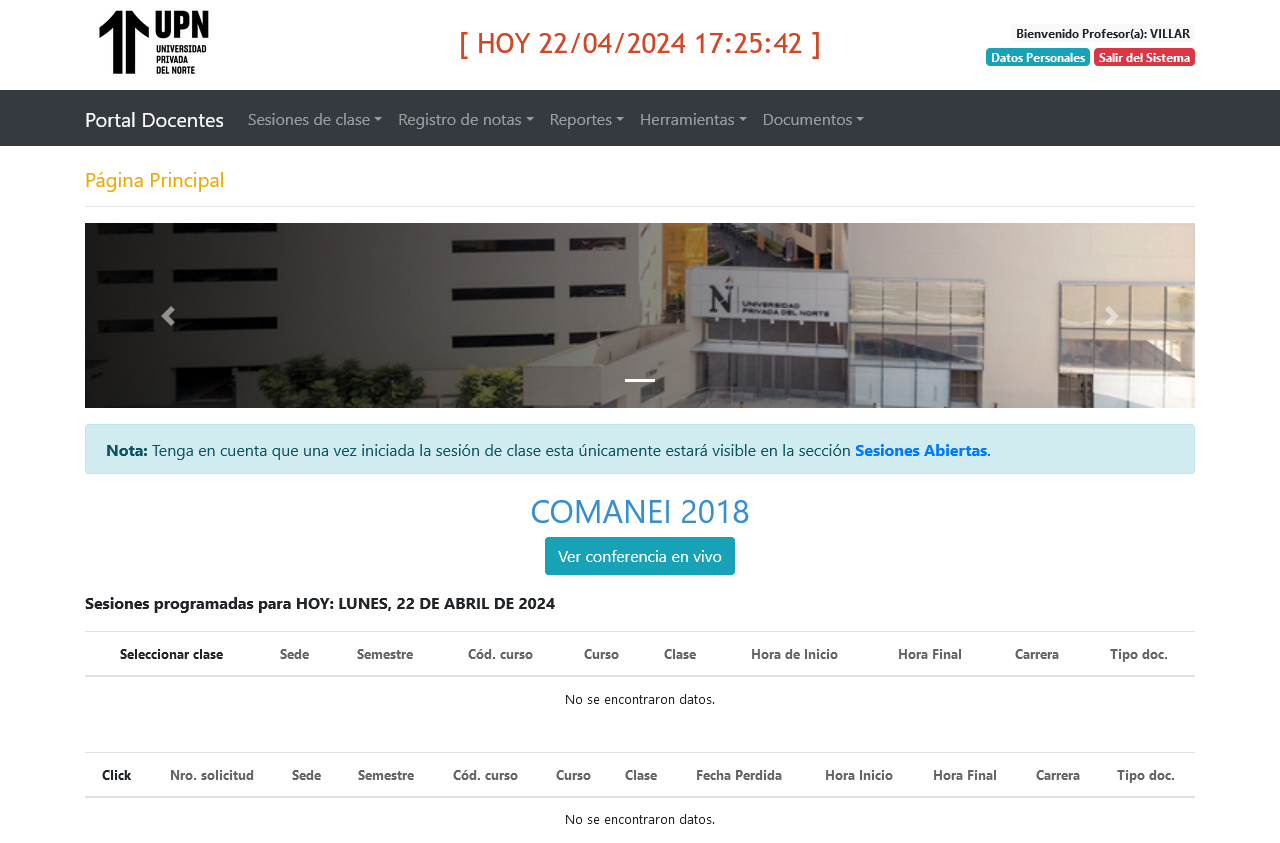 UPN
UNIVERSIDAD
PRIVADA
DEL NORTE
[ HOY 22/04/2024 17:25:42 ]
Bienvenido Profesor(a): VILLAR
Datos Personales Salir del Sistema
Portal Docentes Sesiones de clase Registro de notas Reportes Herramientas Documentos
Página Principal
N UNIVERSIDAD
PRIVADA DEL NORTE
Nota: Tenga en cuenta que una vez iniciada la sesión de clase esta únicamente estará visible en la sección Sesiones Abiertas.
COMANEI 2018
Ver conferencia en vivo
Sesiones programadas para HOY: LUNES, 22 DE ABRIL DE 2024
Seleccionar clase Sede Semestre Cód. curso Curso Clase Hora de Inicio Hora Final Carrera Tipo doc.
No se encontraron datos.
Click Nro. solicitud Sede Semestre Cód. curso Curso Clase Fecha Perdida Hora Inicio Hora Final Carrera Tipo doc.
No se encontraron datos.